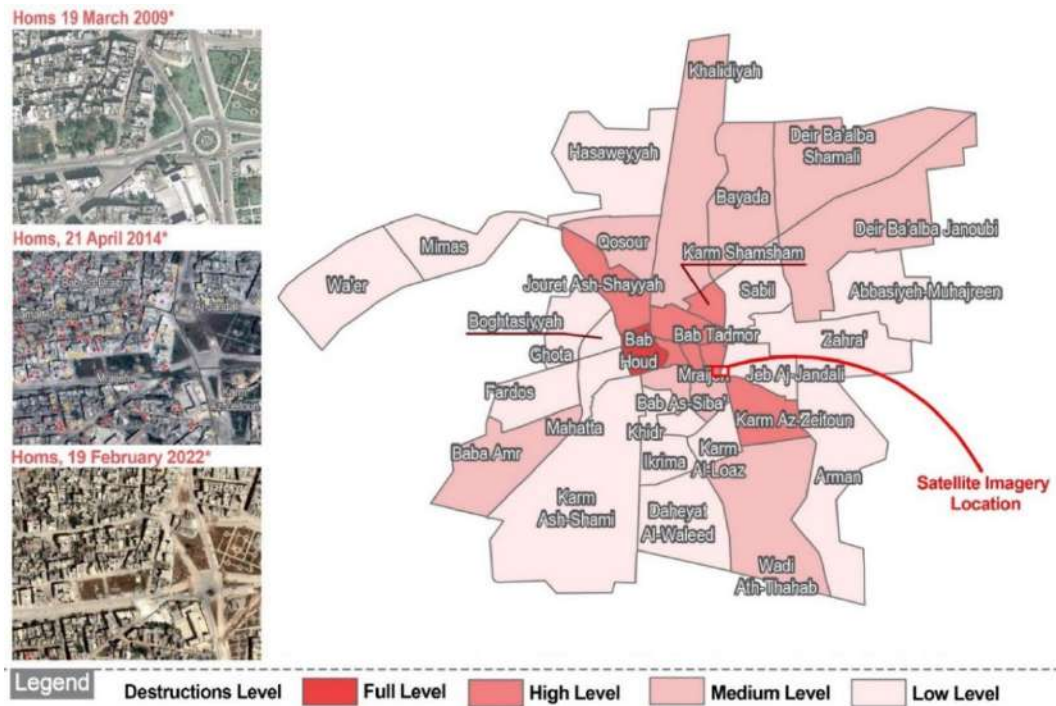 Homs 19 March 2009*
Homs, 21 April 2014*
Homs, 19 February 2022*
Khalidiyah
Hasaweyyah
Deir Ba'alba
Shamali
Bayada
Mimas
Qosour
Karm Shamsham
Deir Ba'alba Janoubi
Wa'er
Jouret Ash-Shayyah
Sabil
Abbasiyeh-Muhajreen
Boghtasiyyah
Bab Tadmor
Zahra'
Ghota
Bab
Houd
Mraijeh
Jeb Aj-Jandali
Fardos
Bab As-Siba'
Karm Az-Zeitoun
Mahatta
Khidr
Baba Amr
Ikrima
Karm
Al-Loaz
Arman
Satellite Imagery
Location
Karm
Ash-Shami
Daheyat
Al-Waleed
Wadi
Ath-Thahab
Legend
Destructions Level
Full Level
High Level
Medium Level
Low Level